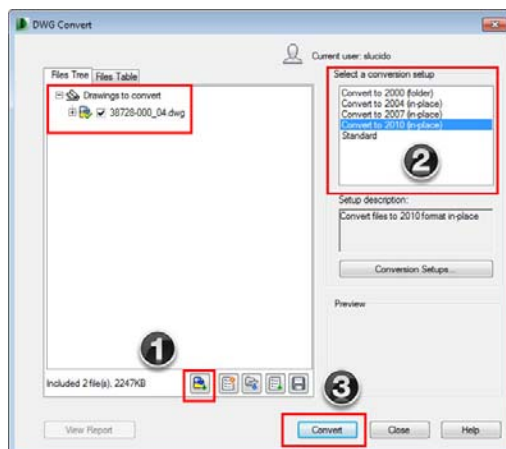 DWG Convert
Current user: slucido
Files Tree Files Table
Drawings to convert
38728-000_04.dwg
Select a conversion setup
Convert to 2000 (folder)
Convert to 2004 (in-place)
Convert to 2007 (in-place)
Convert to 2010 (in-place)
Standard
2
Setup description:
Convert files to 2010 format in-place
Conversion Setups...
Preview
1
Included 2 file(s). 2247KB
3
View Report
Convert Close Help